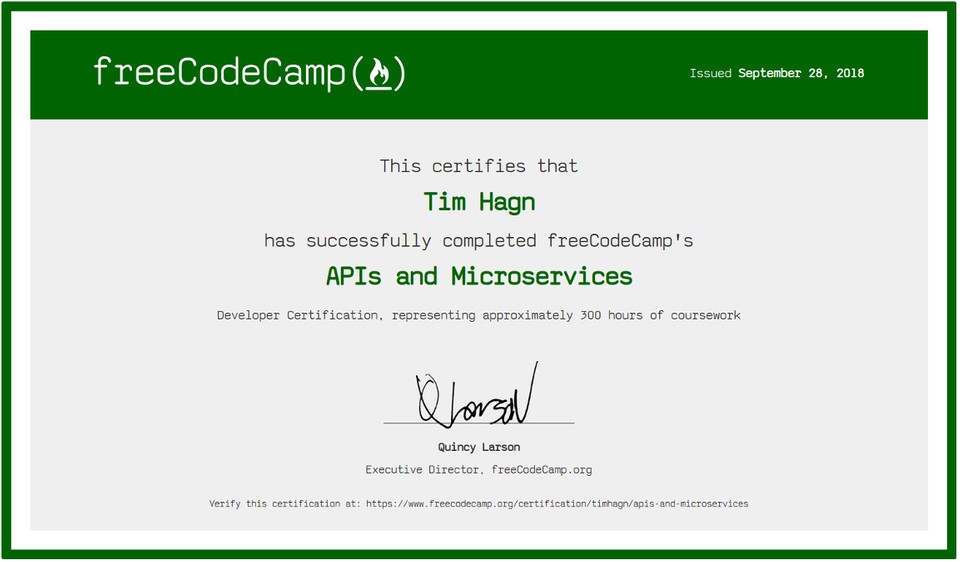 freeCodeCamp(🔥)
Issued September 28, 2018
This certifies that
Tim Hagn
has successfully completed freeCodeCamp's
APIs and Microservices
Developer Certification, representing approximately 300 hours of coursework
Q Larson
Quincy Larson
Executive Director, freeCodeCamp.org
Verify this certification at: https://www.freecodecamp.org/certification/timhagn/apis-and-microservices